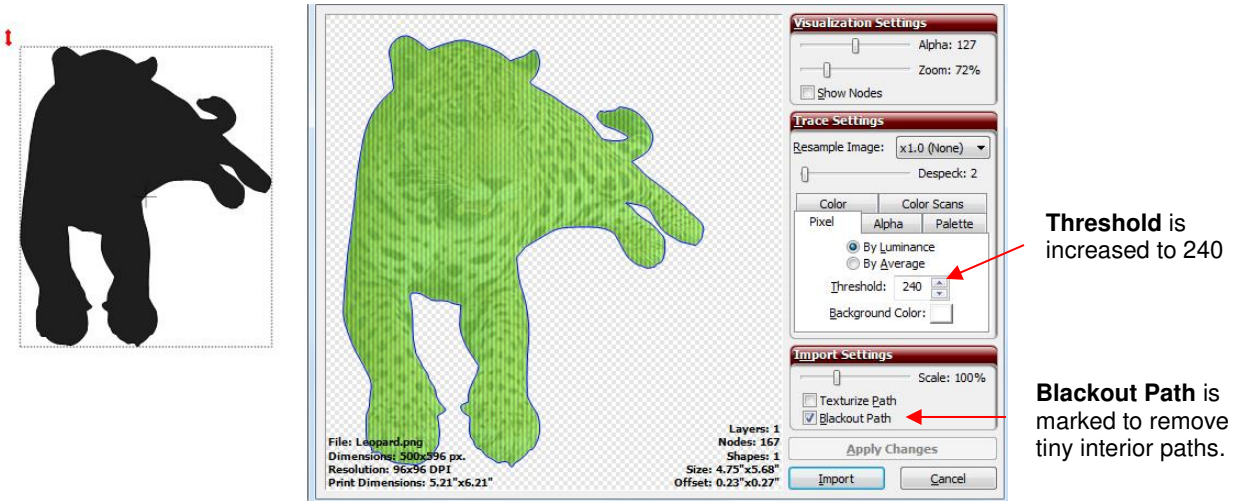 Visualization Settings
Alpha: 127
Zoom: 72%
Show Nodes
Trace Settings
Resample Image: x1.0 (None)
Despeck: 2
Color Color Scans
Pixel Alpha Palette
By Luminance
By Average
Threshold: 240
Background Color:
Import Settings
Scale: 100%
Texturize Path
Blackout Path
Apply Changes
Import Cancel
File: Leopard.png
Dimensions: 500x596 px.
Resolution: 96x96 DPI
Print Dimensions: 5.21"x6.21"
Layers: 1
Nodes: 167
Shapes: 1
Size: 4.75"x5.68"
Offset: 0.23"x0.27"
Threshold is
increased to 240
Blackout Path is
marked to remove
tiny interior paths.